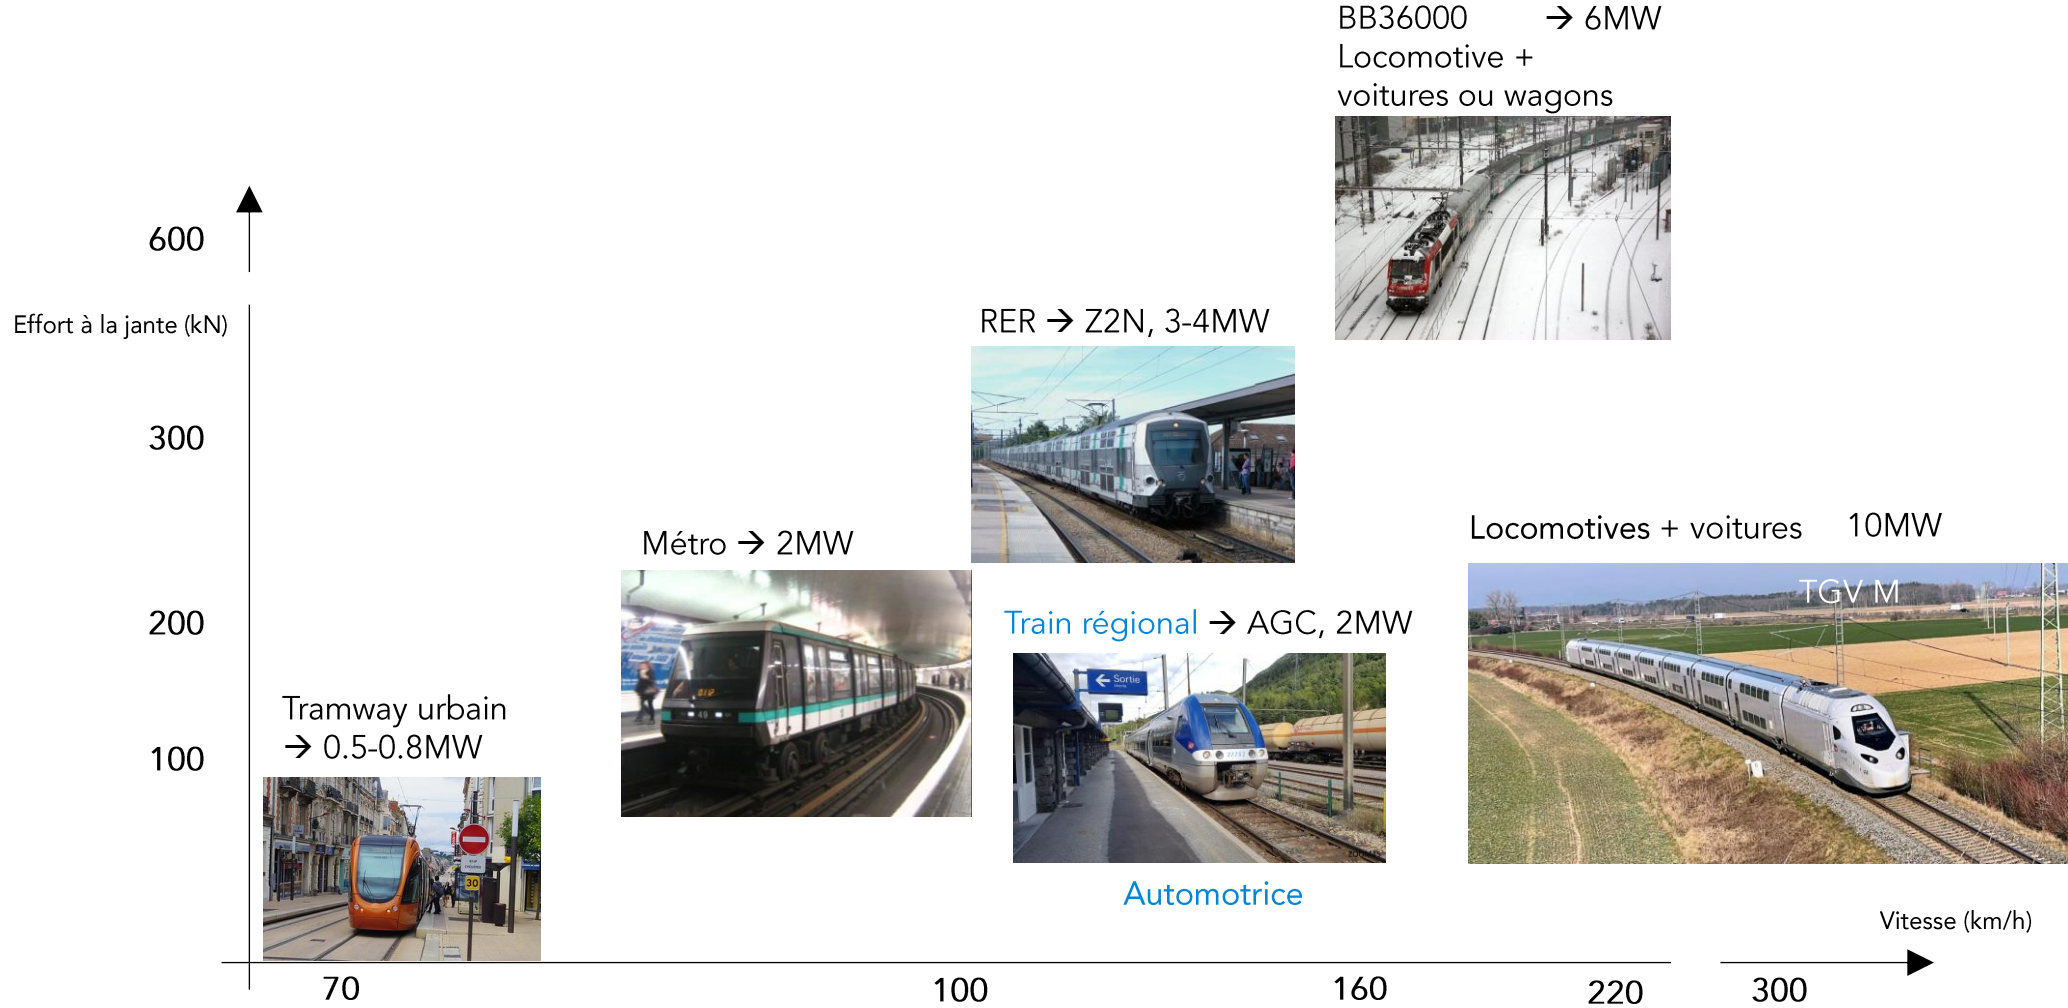 BB36000 → 6MW
Locomotive +
voitures ou wagons
600
Effort à la jante (kN)
RER → Z2N, 3-4MW
300
Métro → 2MW
Locomotives + voitures 10MW
TGV M
200
Train régional → AGC, 2MW
Sortie
Tramway urbain
→ 0.5-0.8MW
100
49
30
Automotrice
Vitesse (km/h)
70
100
160
220
300